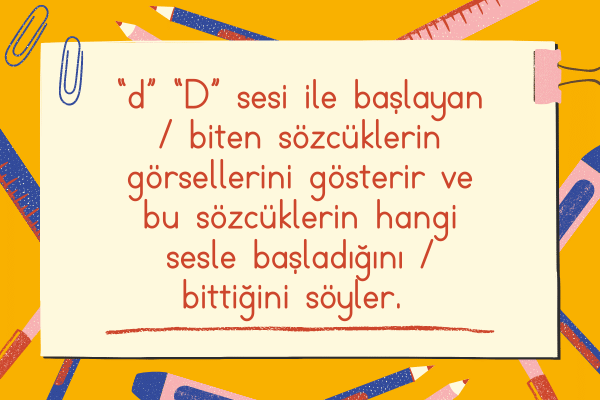 “d” “D” sesi ile başlayan
/ biten sözcüklerin
görsellerini gösterir ve
bu sözcüklerin hangi
sesle başladığını /
bittiğini söyler.